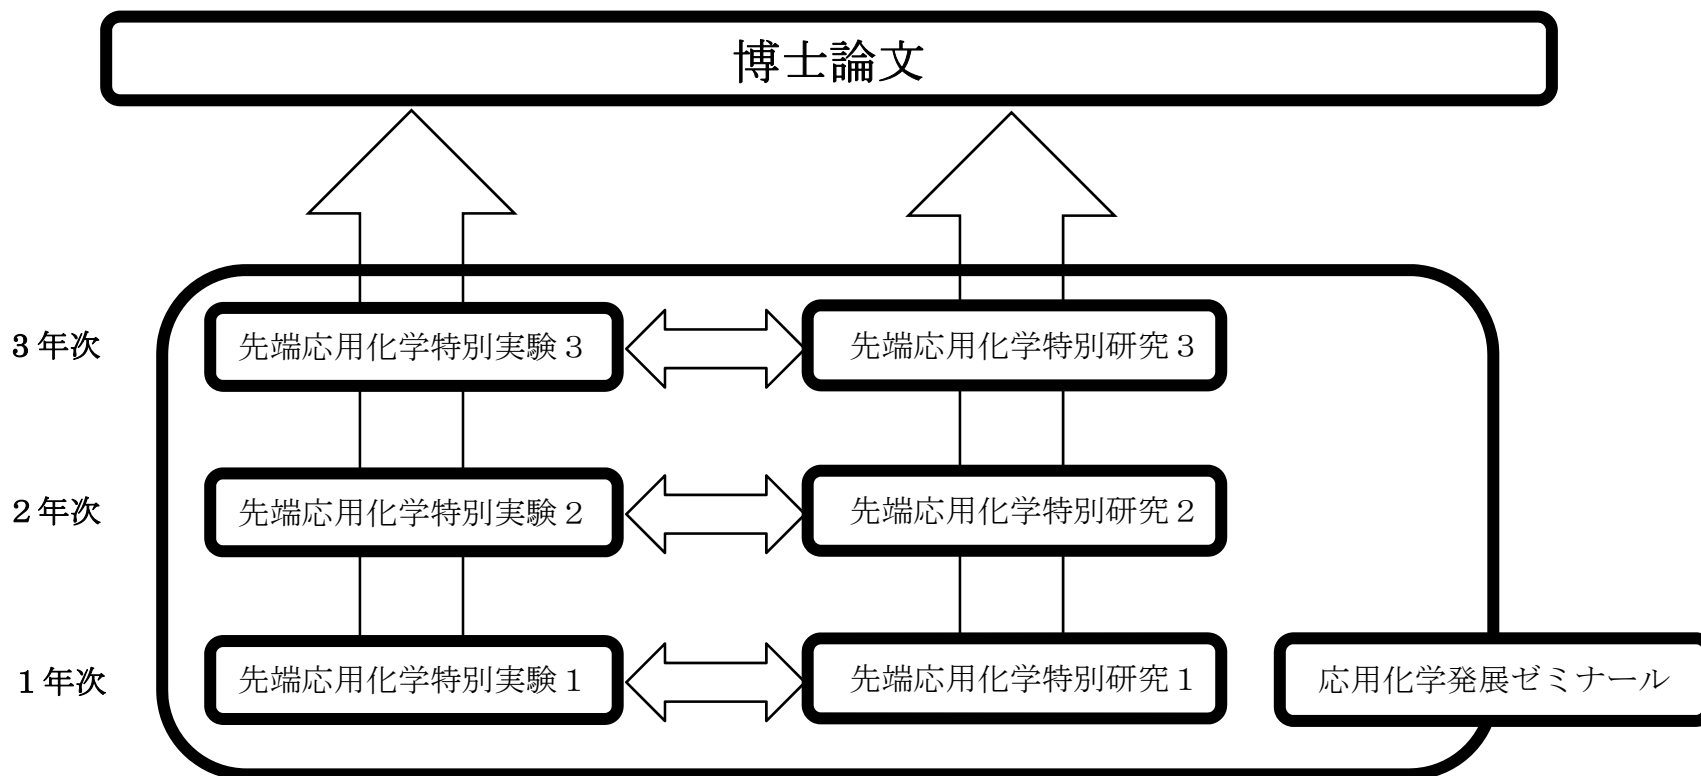 博士論文
3 年次
先端応用化学特別実験３
先端応用化学特別研究３
2 年次
先端応用化学特別実験２
先端応用化学特別研究２
1 年次
先端応用化学特別実験１
先端応用化学特別研究１
応用化学発展ゼミナール